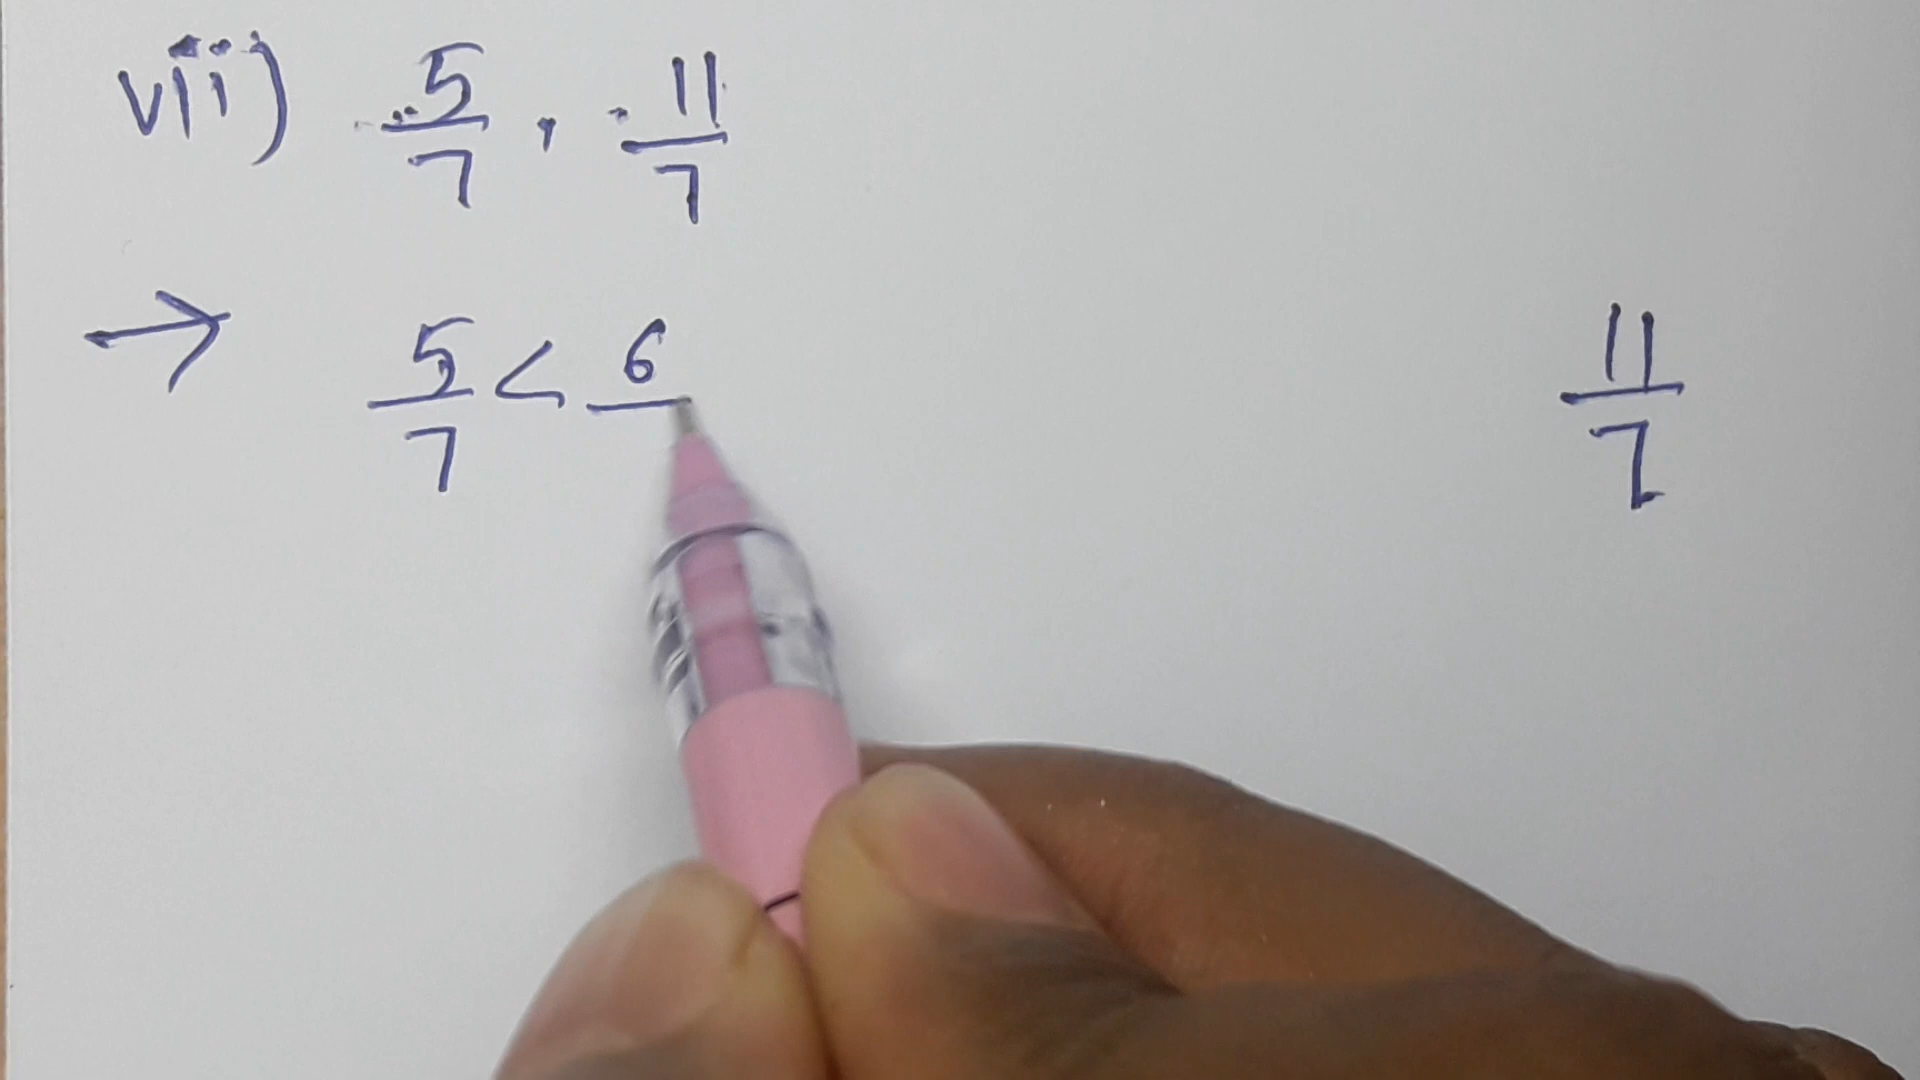 vii) 5/7 , 11/7
→ 5/7 < 6/ 11/7